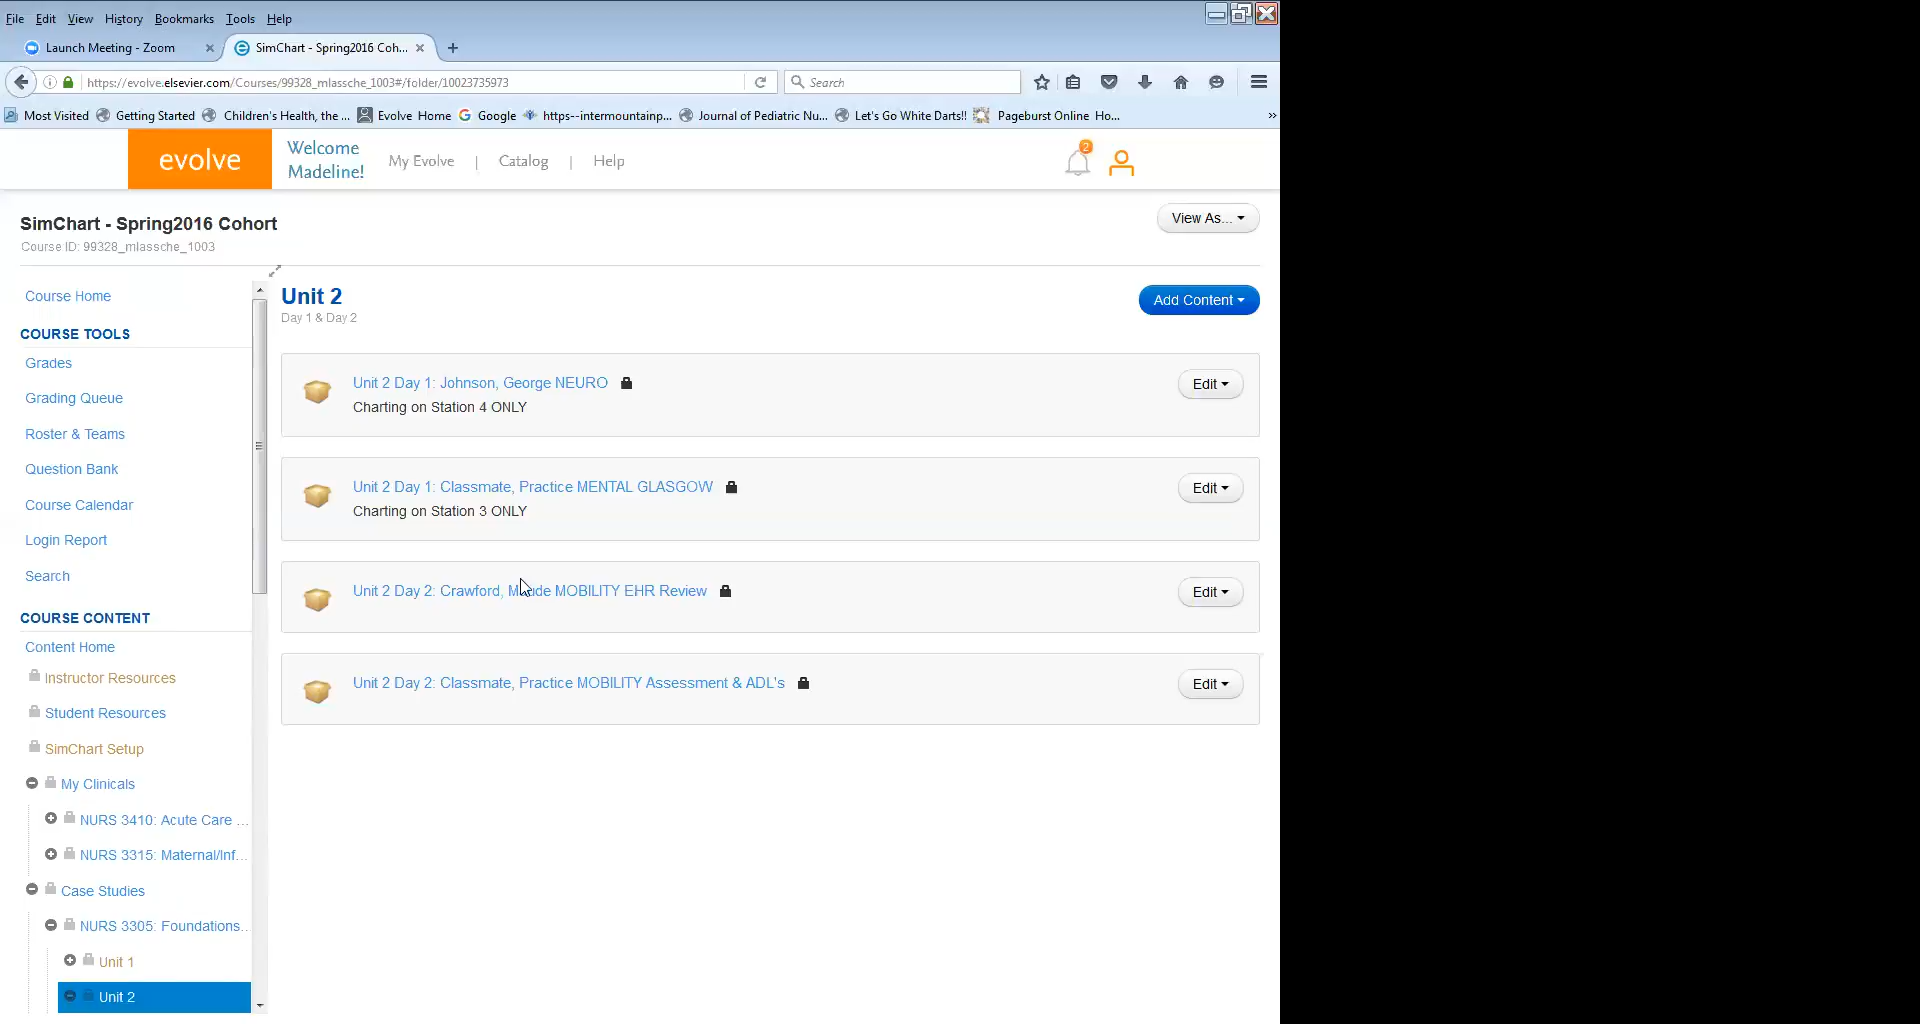 File Edit View History Bookmarks Tools Help
Launch Meeting - Zoom
SimChart - Spring2016 Coh...
https://evolve.elsevier.com/Courses/99328_mlassche_1003#/folder/10023735973
Search
Most Visited Getting Started Children's Health, the ... Evolve Home Google https--intermountainp... Journal of Pediatric Nu... Let's Go White Darts!! Pageburst Online Ho...
evolve
Welcome
Madeline!
My Evolve | Catalog | Help
2
SimChart - Spring2016 Cohort
Course ID: 99328_mlassche_1003
View As...
Course Home
COURSE TOOLS
Grades
Grading Queue
Roster & Teams
Question Bank
Course Calendar
Login Report
Search
COURSE CONTENT
Content Home
Instructor Resources
Student Resources
SimChart Setup
My Clinicals
NURS 3410: Acute Care ...
NURS 3315: Maternal/Inf...
Case Studies
NURS 3305: Foundations...
Unit 1
Unit 2
Unit 2
Day 1 & Day 2
Add Content
Unit 2 Day 1: Johnson, George NEURO
Charting on Station 4 ONLY
Edit
Unit 2 Day 1: Classmate, Practice MENTAL GLASGOW
Charting on Station 3 ONLY
Edit
Unit 2 Day 2: Crawford, Maude MOBILITY EHR Review
Edit
Unit 2 Day 2: Classmate, Practice MOBILITY Assessment & ADL's
Edit